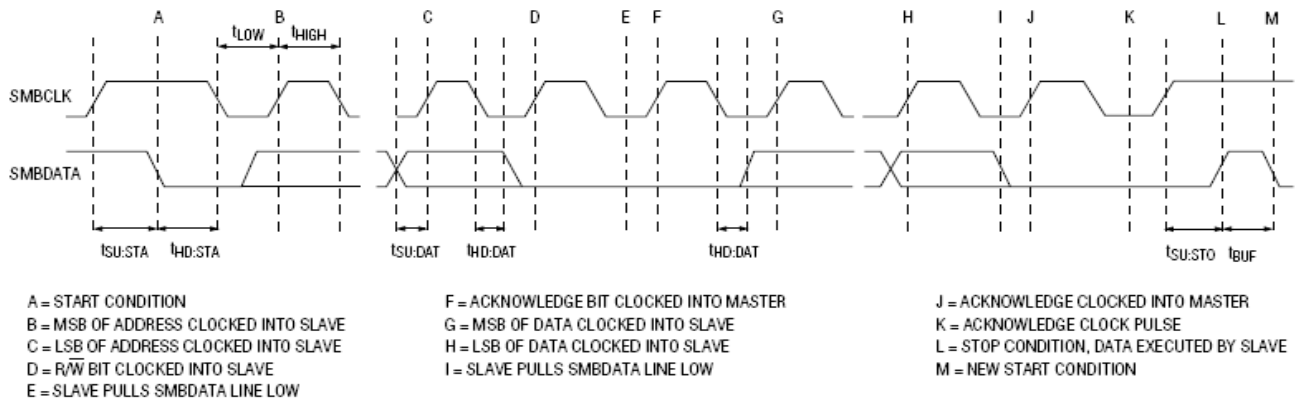 A B C D E F G H I J K L M
tLOW tHIGH
SMBCLK
SMBDATA
tSU:STA tHD:STA tSU:DAT tHD:DAT tHD:DAT tSU:STO tBUF
A = START CONDITION
B = MSB OF ADDRESS CLOCKED INTO SLAVE
C = LSB OF ADDRESS CLOCKED INTO SLAVE
D = R/W̅ BIT CLOCKED INTO SLAVE
E = SLAVE PULLS SMBDATA LINE LOW
F = ACKNOWLEDGE BIT CLOCKED INTO MASTER
G = MSB OF DATA CLOCKED INTO SLAVE
H = LSB OF DATA CLOCKED INTO SLAVE
I = SLAVE PULLS SMBDATA LINE LOW
J = ACKNOWLEDGE CLOCKED INTO MASTER
K = ACKNOWLEDGE CLOCK PULSE
L = STOP CONDITION, DATA EXECUTED BY SLAVE
M = NEW START CONDITION